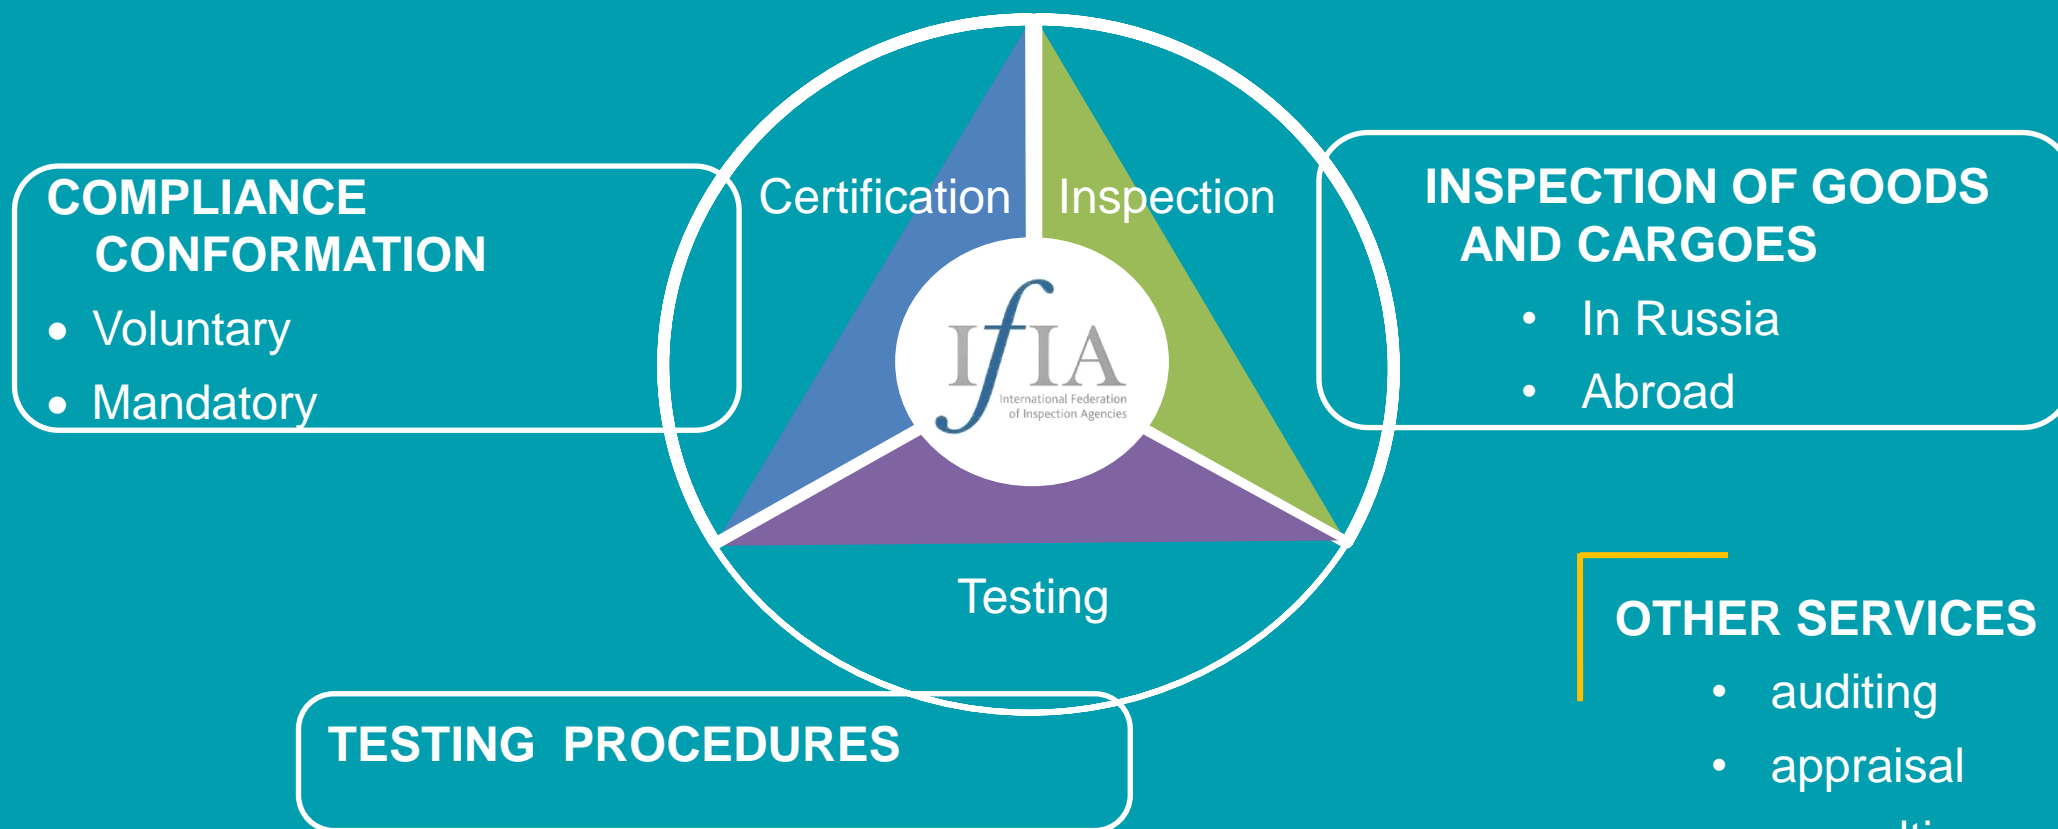 COMPLIANCE
CONFORMATION
• Voluntary
• Mandatory
Certification
Inspection
IfIA
International Federation
of Inspection Agencies
Testing
INSPECTION OF GOODS
AND CARGOES
• In Russia
• Abroad
TESTING PROCEDURES
OTHER SERVICES
• auditing
• appraisal